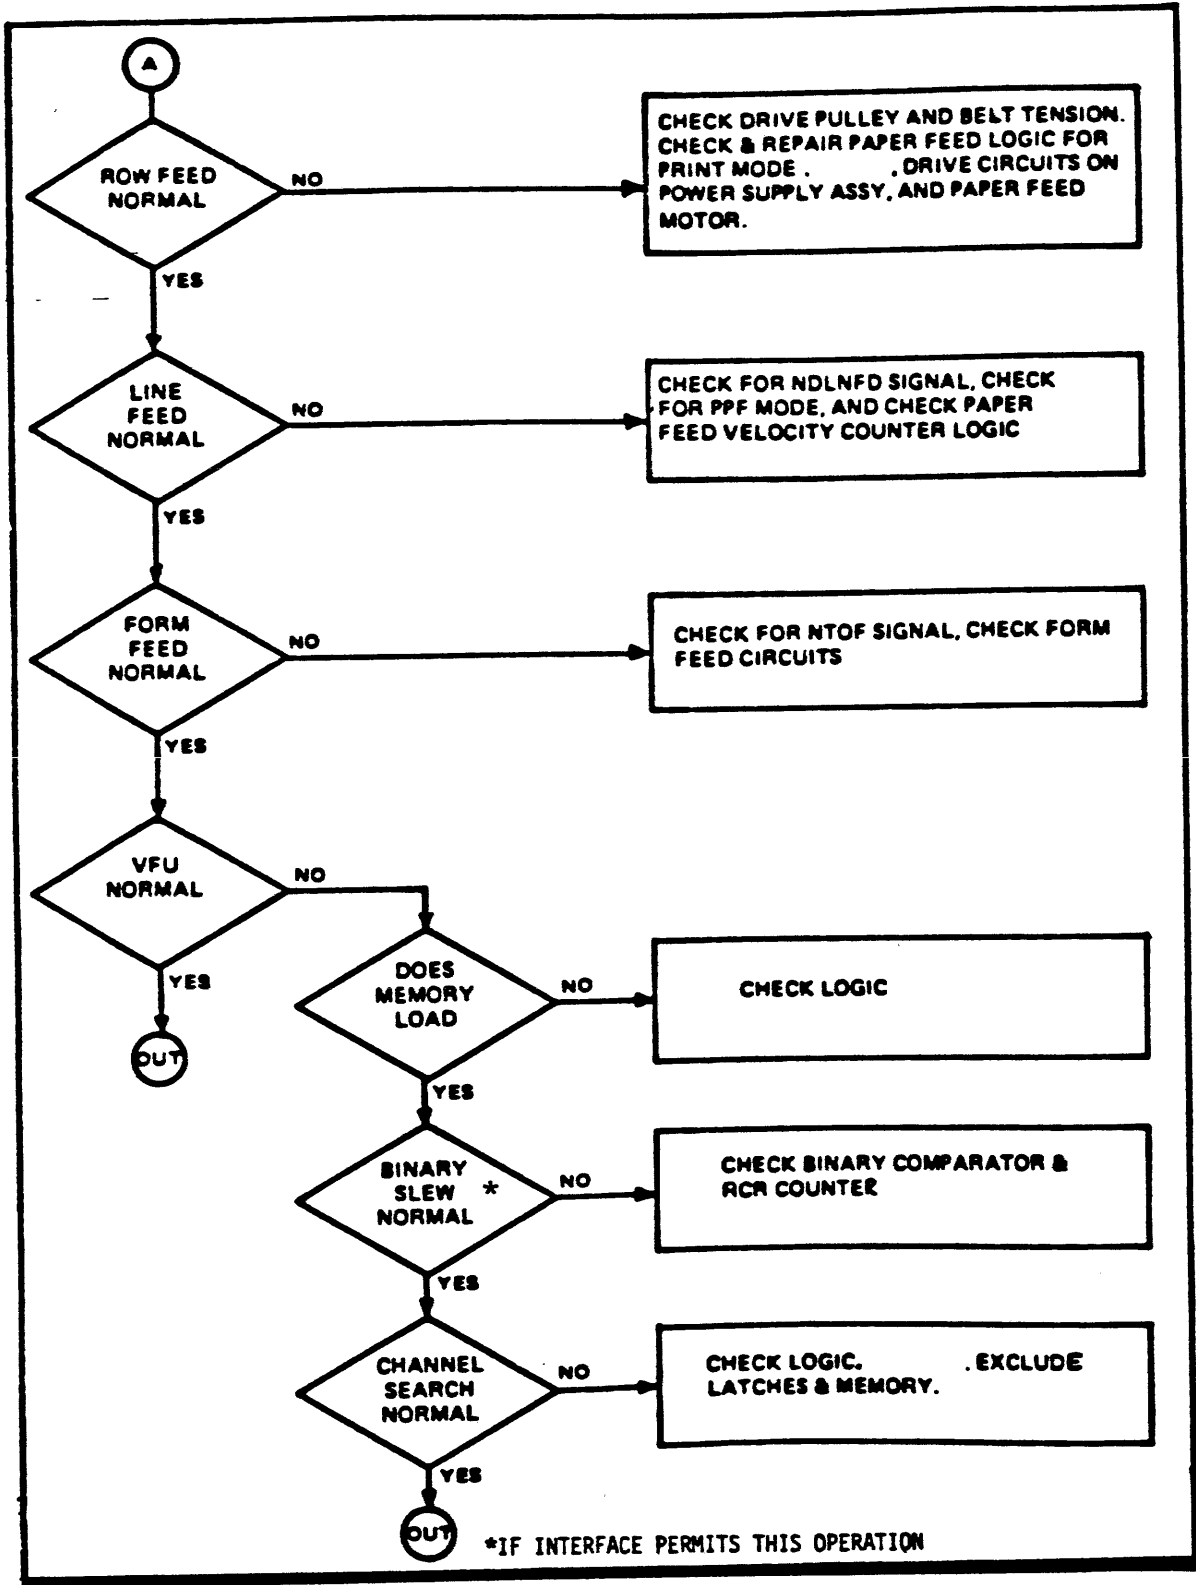 A
ROW FEED
NORMAL
NO
CHECK DRIVE PULLEY AND BELT TENSION.
CHECK & REPAIR PAPER FEED LOGIC FOR
PRINT MODE . . DRIVE CIRCUITS ON
POWER SUPPLY ASSY, AND PAPER FEED
MOTOR.
YES
LINE
FEED
NORMAL
NO
CHECK FOR NDLNFD SIGNAL, CHECK
FOR PPF MODE, AND CHECK PAPER
FEED VELOCITY COUNTER LOGIC
YES
FORM
FEED
NORMAL
NO
CHECK FOR NTOF SIGNAL, CHECK FORM
FEED CIRCUITS
YES
VFU
NORMAL
NO
YES
OUT
DOES
MEMORY
LOAD
NO
CHECK LOGIC
YES
BINARY
SLEW *
NORMAL
NO
CHECK BINARY COMPARATOR &
RCR COUNTER
YES
CHANNEL
SEARCH
NORMAL
NO
CHECK LOGIC. . EXCLUDE
LATCHES & MEMORY.
YES
OUT
*IF INTERFACE PERMITS THIS OPERATION